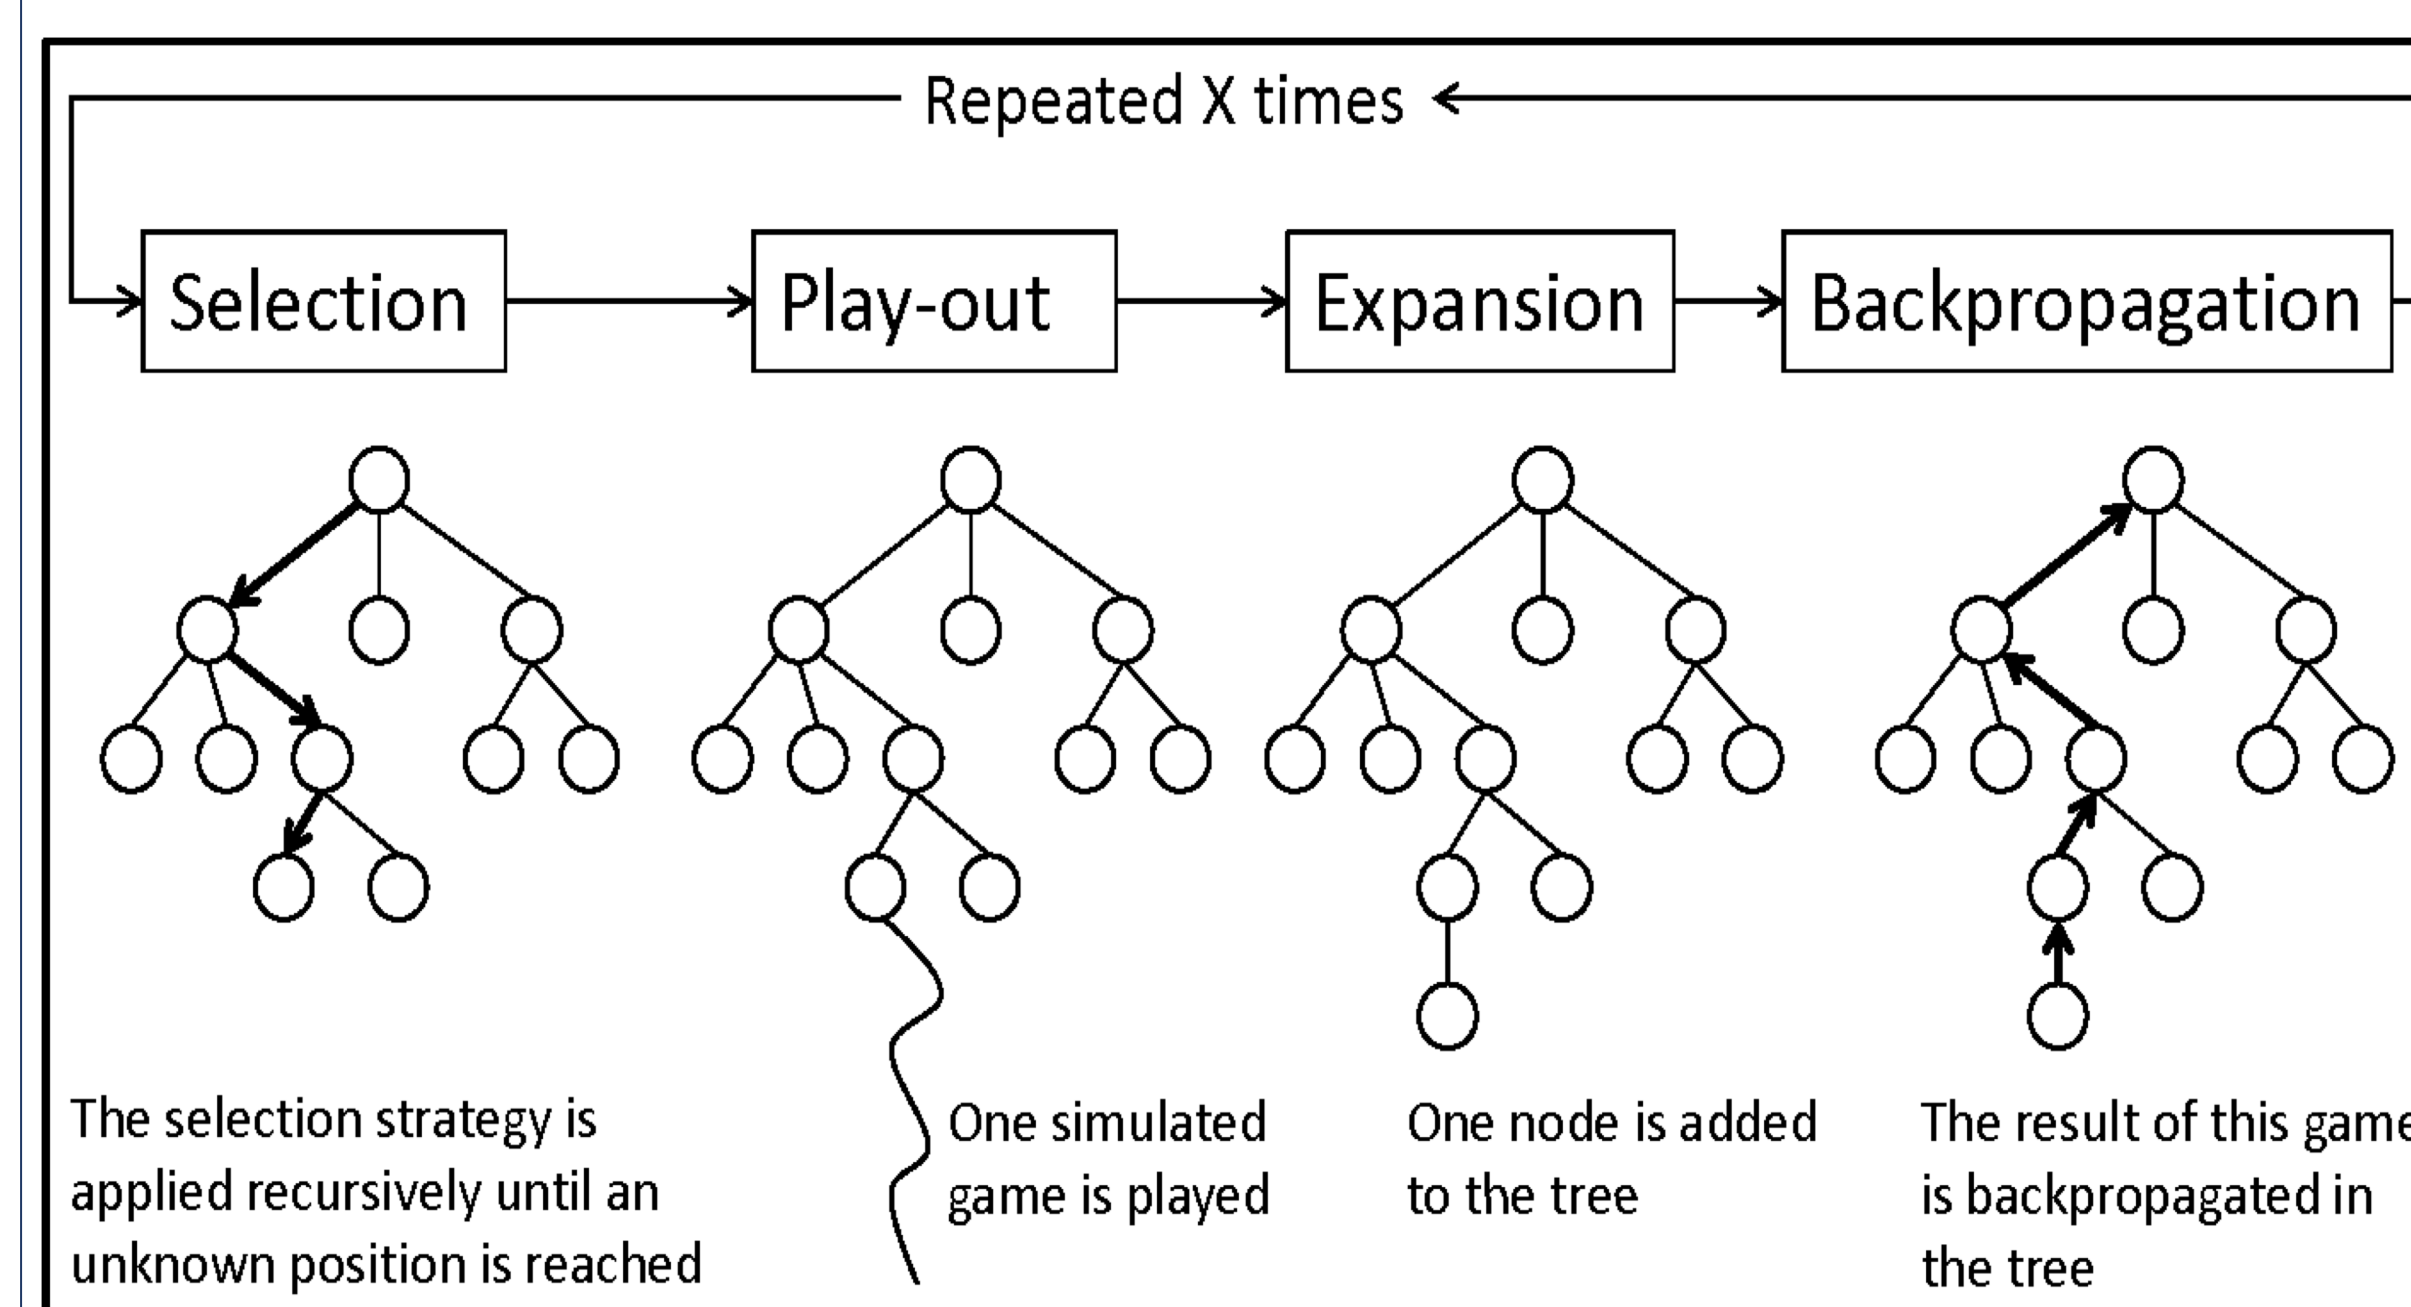 Repeated X times
Selection
Play-out
Expansion
Backpropagation
The selection strategy is
applied recursively until an
unknown position is reached
One simulated
game is played
One node is added
to the tree
The result of this game
is backpropagated in
the tree